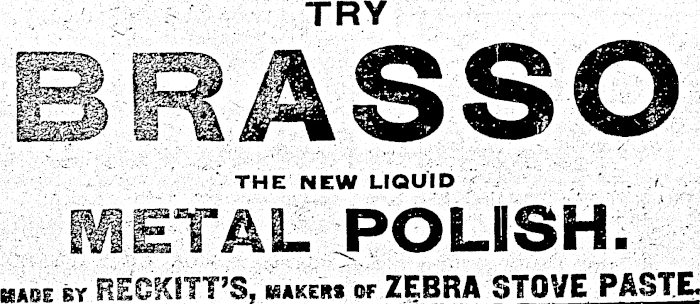 TRY
BRASSO
THE NEW LIQUID
METAL POLISH.
MADE BY RECKITT'S, MAKERS OF ZEBRA STOVE PASTE.